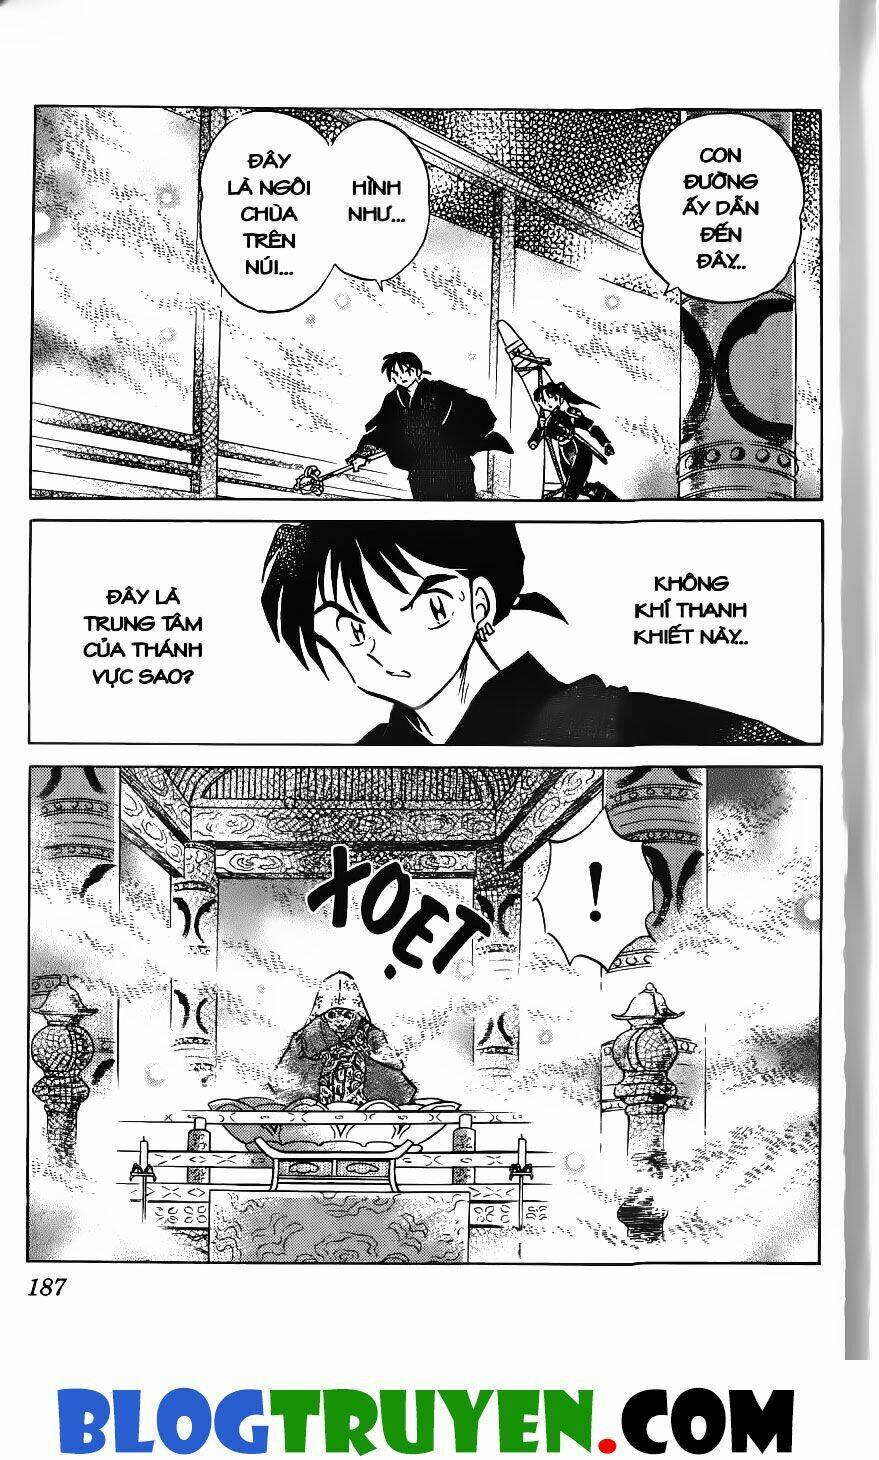 CON
ĐƯỜNG
ẤY DẪN
ĐẾN
ĐÂY...
HÌNH
NHƯ...
ĐÂY
LÀ NGÔI
CHÙA
TRÊN
NÚI...
KHÔNG
KHÍ THANH
KHIẾT NÀY...
ĐÂY LÀ
TRUNG TÂM
CỦA THÁNH
VỰC SAO?
!
XOẸT
187
BLOGTRUYEN.COM